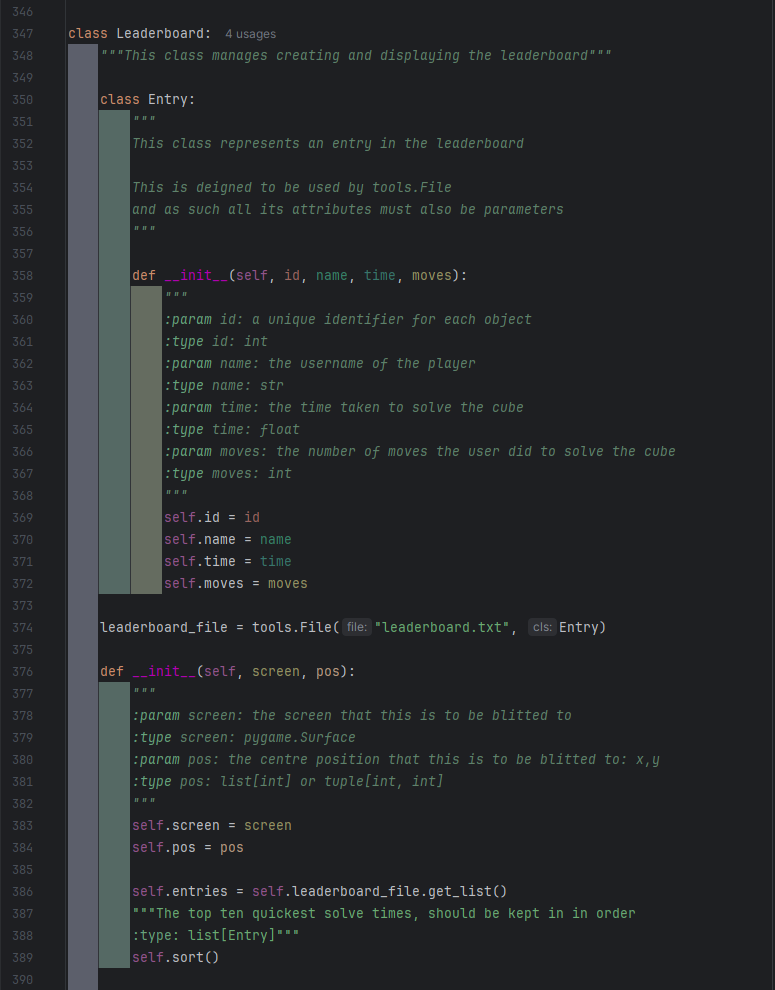 346
347 class Leaderboard: 4 usages
348 """This class manages creating and displaying the leaderboard"""
349
350 class Entry:
351 """
352 This class represents an entry in the leaderboard
353
354 This is deigned to be used by tools.File
355 and as such all its attributes must also be parameters
356 """
357
358 def __init__(self, id, name, time, moves):
359 """
360 :param id: a unique identifier for each object
361 :type id: int
362 :param name: the username of the player
363 :type name: str
364 :param time: the time taken to solve the cube
365 :type time: float
366 :param moves: the number of moves the user did to solve the cube
367 :type moves: int
368 """
369 self.id = id
370 self.name = name
371 self.time = time
372 self.moves = moves
373
374 leaderboard_file = tools.File( file: "leaderboard.txt", cls: Entry)
375
376 def __init__(self, screen, pos):
377 """
378 :param screen: the screen that this is to be blitted to
379 :type screen: pygame.Surface
380 :param pos: the centre position that this is to be blitted to: x,y
381 :type pos: list[int] or tuple[int, int]
382 """
383 self.screen = screen
384 self.pos = pos
385
386 self.entries = self.leaderboard_file.get_list()
387 """The top ten quickest solve times, should be kept in in order
388 :type: list[Entry]"""
389 self.sort()
390